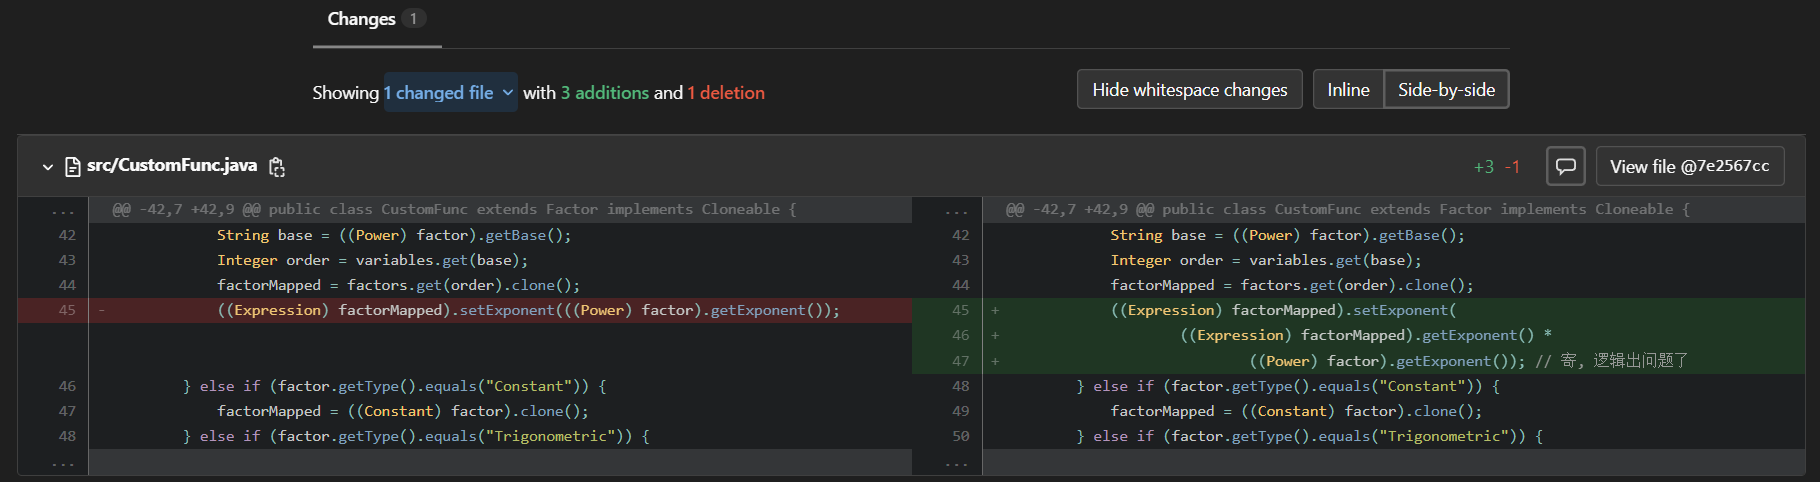 Changes 1
Showing 1 changed file with 3 additions and 1 deletion
Hide whitespace changes
Inline
Side-by-side
src/CustomFunc.java
+3 -1
View file @7e2567cc
... @@ -42,7 +42,9 @@ public class CustomFunc extends Factor implements Cloneable {
42 String base = ((Power) factor).getBase();
43 Integer order = variables.get(base);
44 factorMapped = factors.get(order).clone();
45 - ((Expression) factorMapped).setExponent(((Power) factor).getExponent());
46 } else if (factor.getType().equals("Constant")) {
47 factorMapped = ((Constant) factor).clone();
48 } else if (factor.getType().equals("Trigonometric")) {
...
... @@ -42,7 +42,9 @@ public class CustomFunc extends Factor implements Cloneable {
42 String base = ((Power) factor).getBase();
43 Integer order = variables.get(base);
44 factorMapped = factors.get(order).clone();
45 + ((Expression) factorMapped).setExponent(
46 + ((Expression) factorMapped).getExponent() *
47 + ((Power) factor).getExponent()); // 寄, 逻辑出问题了
48 } else if (factor.getType().equals("Constant")) {
49 factorMapped = ((Constant) factor).clone();
50 } else if (factor.getType().equals("Trigonometric")) {
...